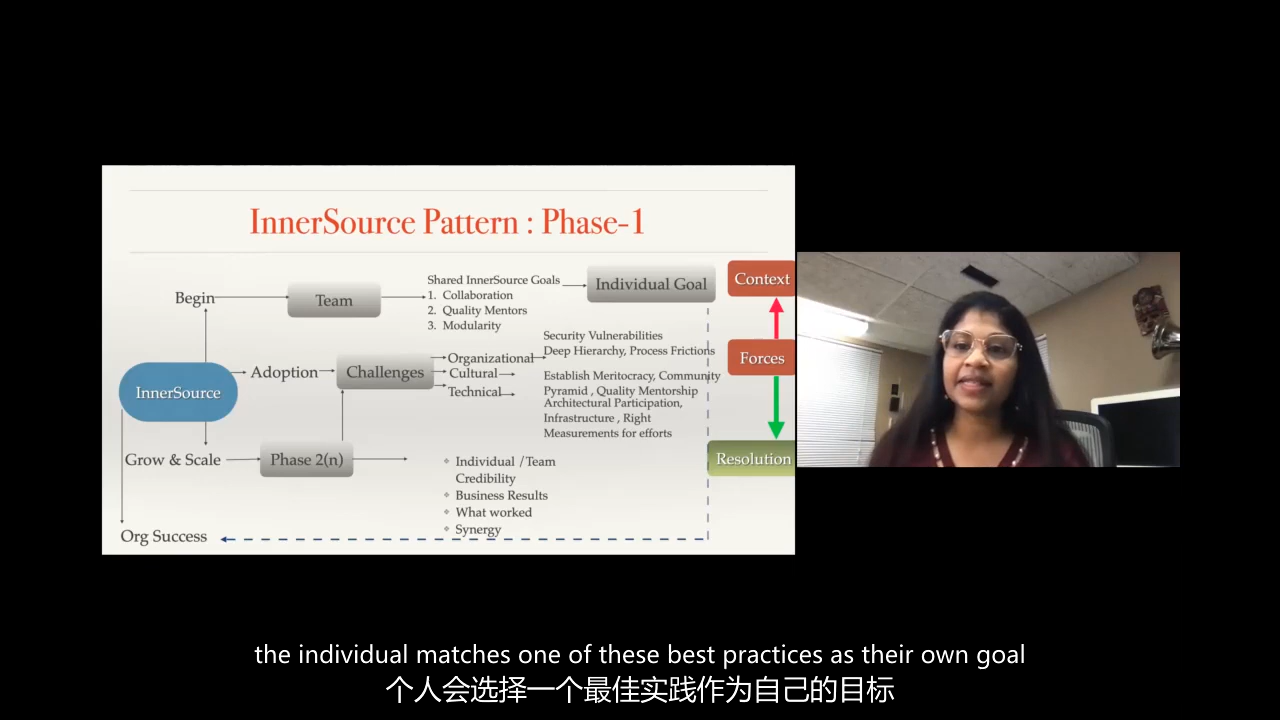 InnerSource Pattern : Phase-1
Begin
Team
Shared InnerSource Goals
1. Collaboration
2. Quality Mentors
3. Modularity
Individual Goal
Context
Forces
Resolution
InnerSource
Adoption
Challenges
Organizational
Cultural
Technical
Security Vulnerabilities
Deep Hierarchy, Process Frictions
Establish Meritocracy, Community
Pyramid , Quality Mentorship
Architectural Participation,
Infrastructure , Right
Measurements for efforts
Grow & Scale
Phase 2(n)
Individual /Team
Credibility
Business Results
What worked
Synergy
Org Success
the individual matches one of these best practices as their own goal
个人会选择一个最佳实践作为自己的目标